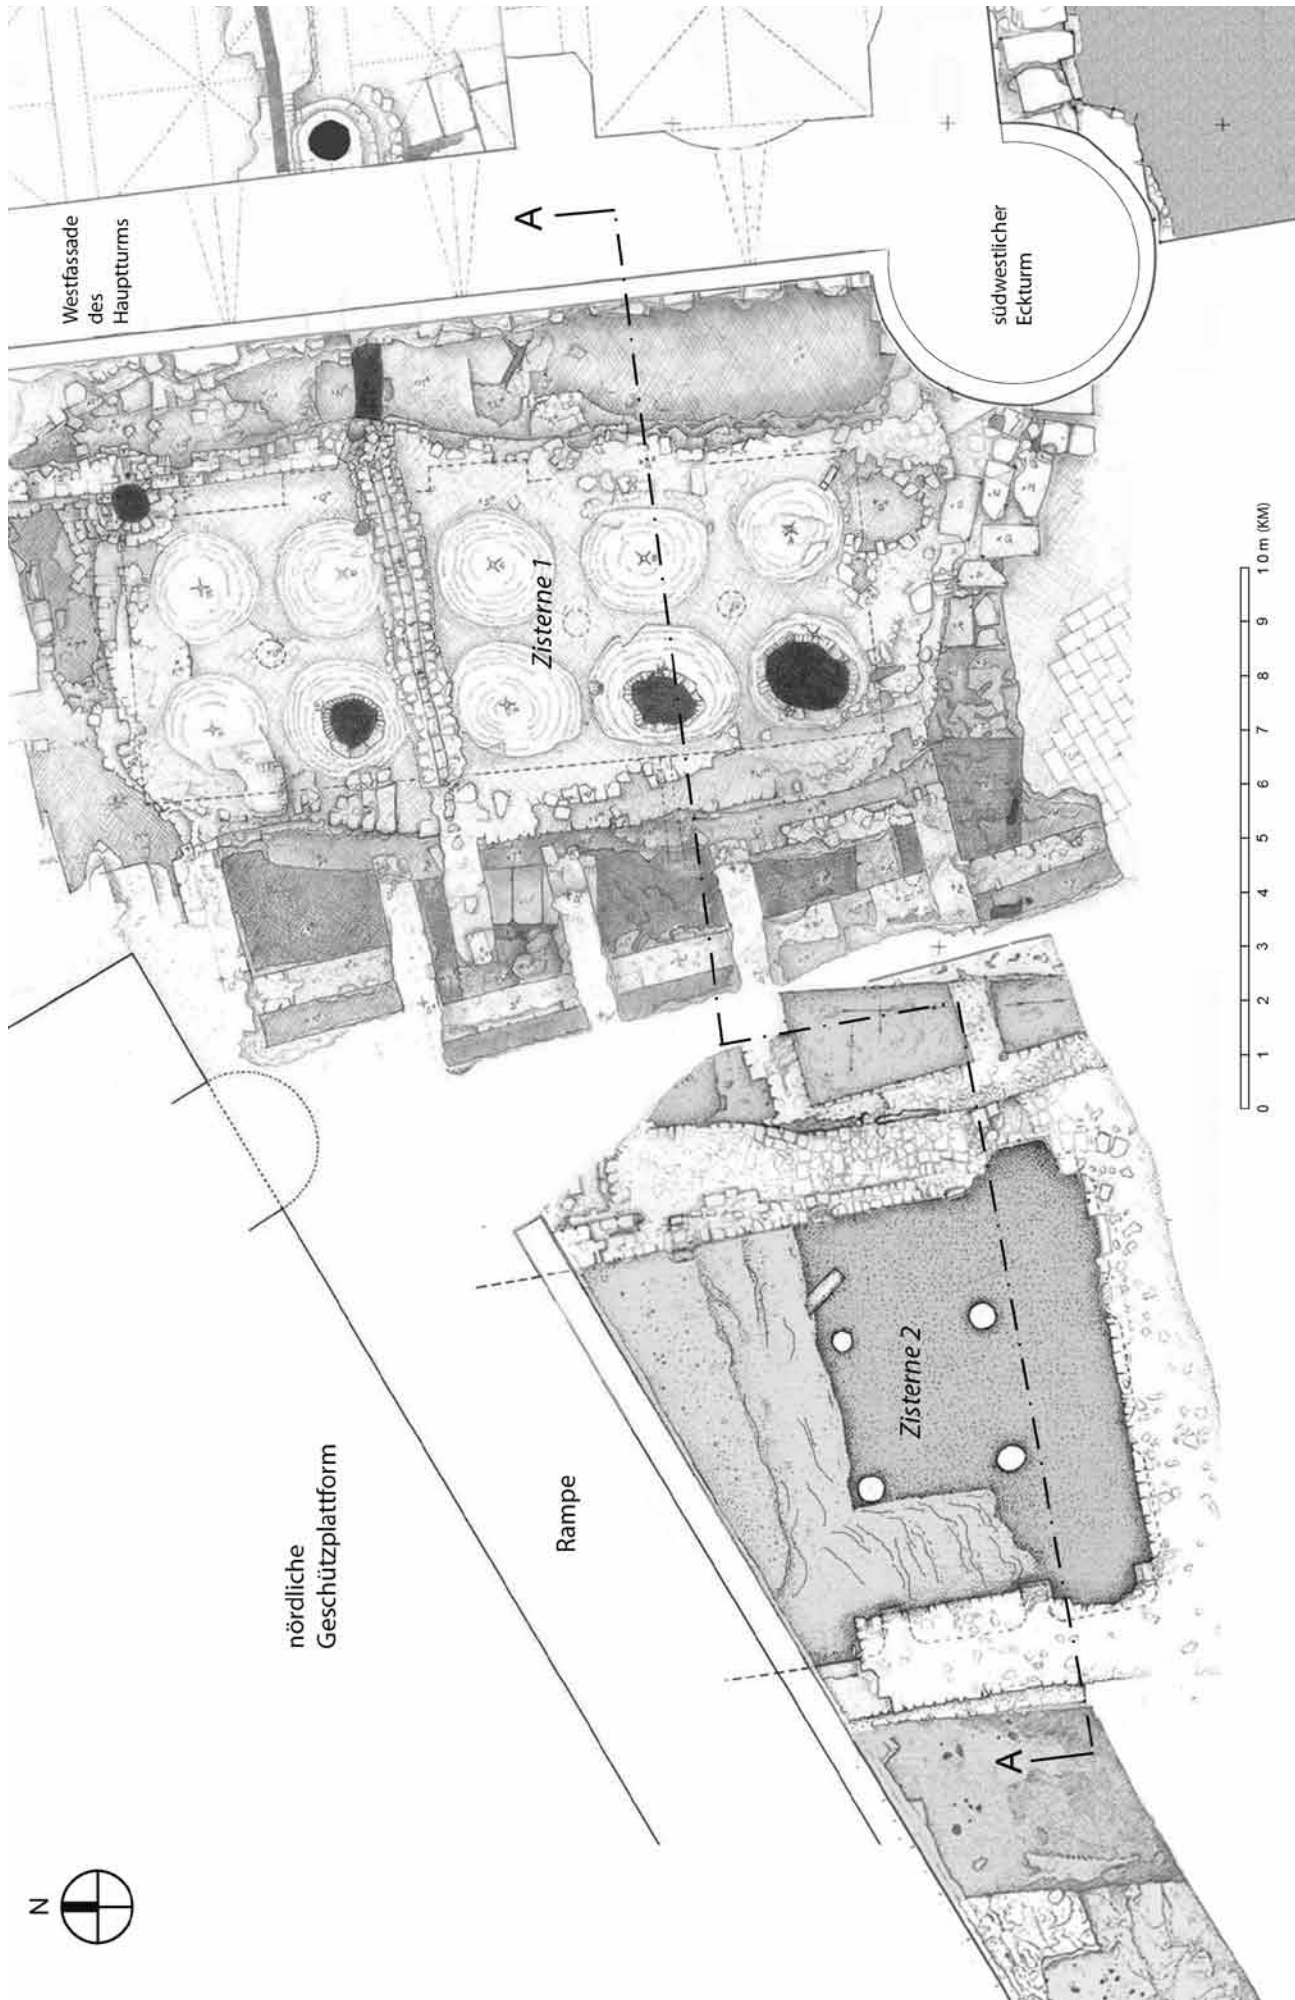 N
nördliche
Geschützplattform
Rampe
Westfassade
des
Hauptturms
A
Zisterne 1
südwestlicher
Eckturm
Zisterne 2
A
0 1 2 3 4 5 6 7 8 9 10 m (KM)